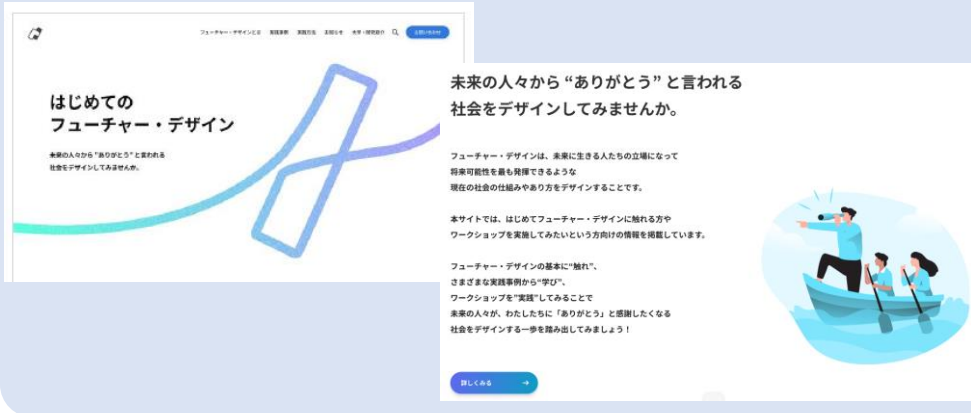 フューチャー・デザインとは 実践事例 実践方法 お知らせ 大学・研究紹介 お問い合わせ
はじめての
フューチャー・デザイン
未来の人々から“ありがとう”と言われる
社会をデザインしてみませんか。
未来の人々から“ありがとう”と言われる
社会をデザインしてみませんか。
フューチャー・デザインは、未来に生きる人たちの立場になって
将来可能性を最も発揮できるような
現在の社会の仕組みやあり方をデザインすることです。
本サイトでは、はじめてフューチャー・デザインに触れる方や
ワークショップを実施してみたいという方向けの情報を掲載しています。
フューチャー・デザインの基本に“触れ”、
さまざまな実践事例から“学び”、
ワークショップを”実践”してみることで
未来の人々が、わたしたちに「ありがとう」と感謝したくなる
社会をデザインする一歩を踏み出してみましょう！
詳しくみる